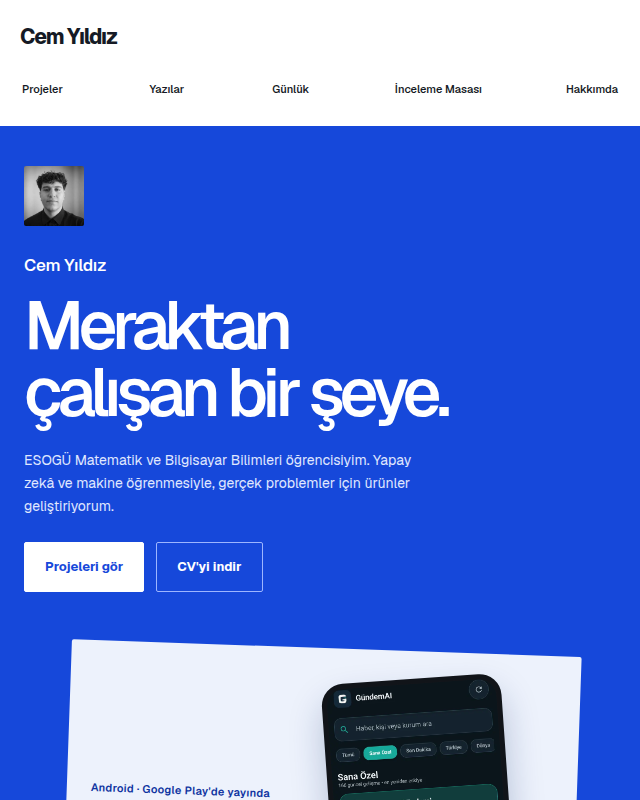 Cem Yıldız
Projeler
Yazılar
Günlük
İnceleme Masası
Hakkımda
Cem Yıldız
Meraktan
çalışan bir şeye.
ESOGÜ Matematik ve Bilgisayar Bilimleri öğrencisiyim. Yapay
zekâ ve makine öğrenmesiyle, gerçek problemler için ürünler
geliştiriyorum.
Projeleri gör
CV'yi indir
GündemAI
Haber, kişi veya kurum ara
Tümü
Sana Özel
Son Dakika
Türkiye
Dünya
Sana Özel
Android · Google Play'de yayında